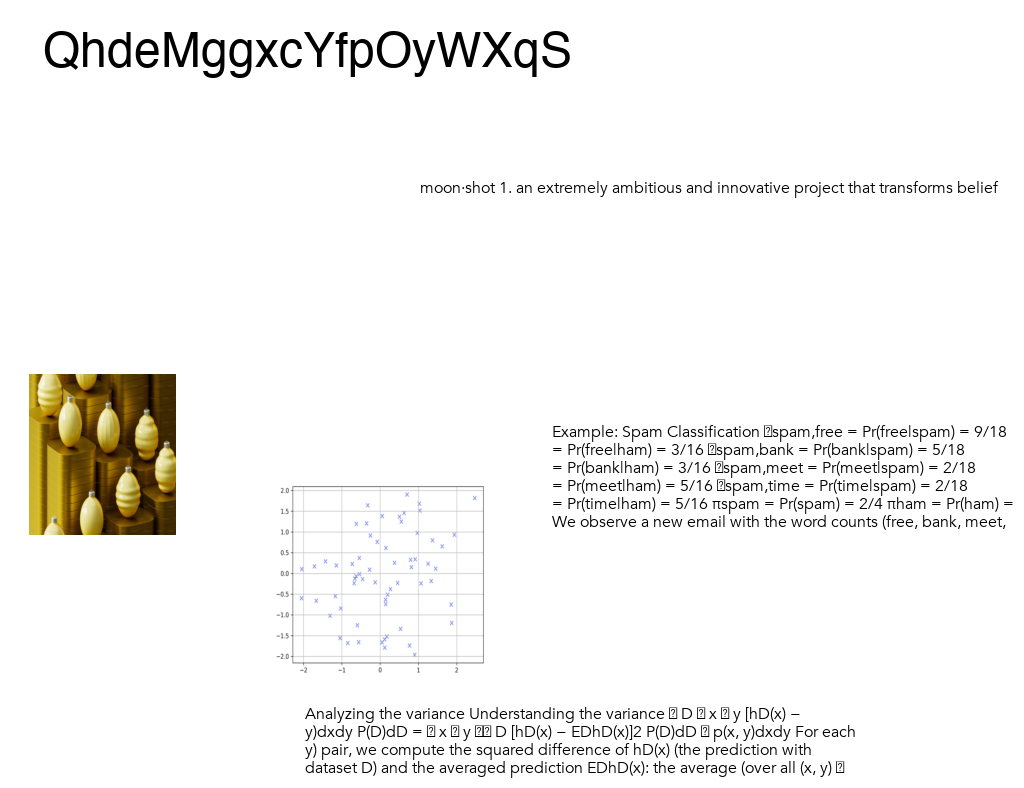 QhdeMggxcYfpOyWXqS
moon·shot 1. an extremely ambitious and innovative project that transforms belief
Example: Spam Classification �spam,free = Pr(free|spam) = 9/18
= Pr(free|ham) = 3/16 �spam,bank = Pr(bank|spam) = 5/18
= Pr(bank|ham) = 3/16 �spam,meet = Pr(meet|spam) = 2/18
= Pr(meet|ham) = 5/16 �spam,time = Pr(time|spam) = 2/18
= Pr(time|ham) = 5/16 πspam = Pr(spam) = 2/4 πham = Pr(ham) =
We observe a new email with the word counts (free, bank, meet,
2.0
1.5
1.0
0.5
0.0
−0.5
−1.0
−1.5
−2.0
−2 −1 0 1 2
Analyzing the variance Understanding the variance � D � x � y [hD(x) −
y)dxdy P(D)dD = � x � y �� D [hD(x) − EDhD(x)]2 P(D)dD � p(x, y)dxdy For each
y) pair, we compute the squared difference of hD(x) (the prediction with
dataset D) and the averaged prediction EDhD(x): the average (over all (x, y) �